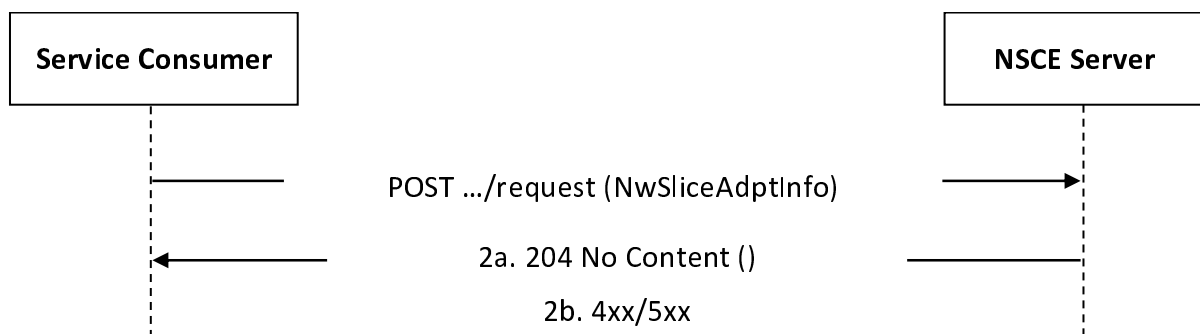 Service Consumer
NSCE Server
POST .../request (NwSliceAdptInfo)
2a. 204 No Content ()
2b. 4xx/5xx